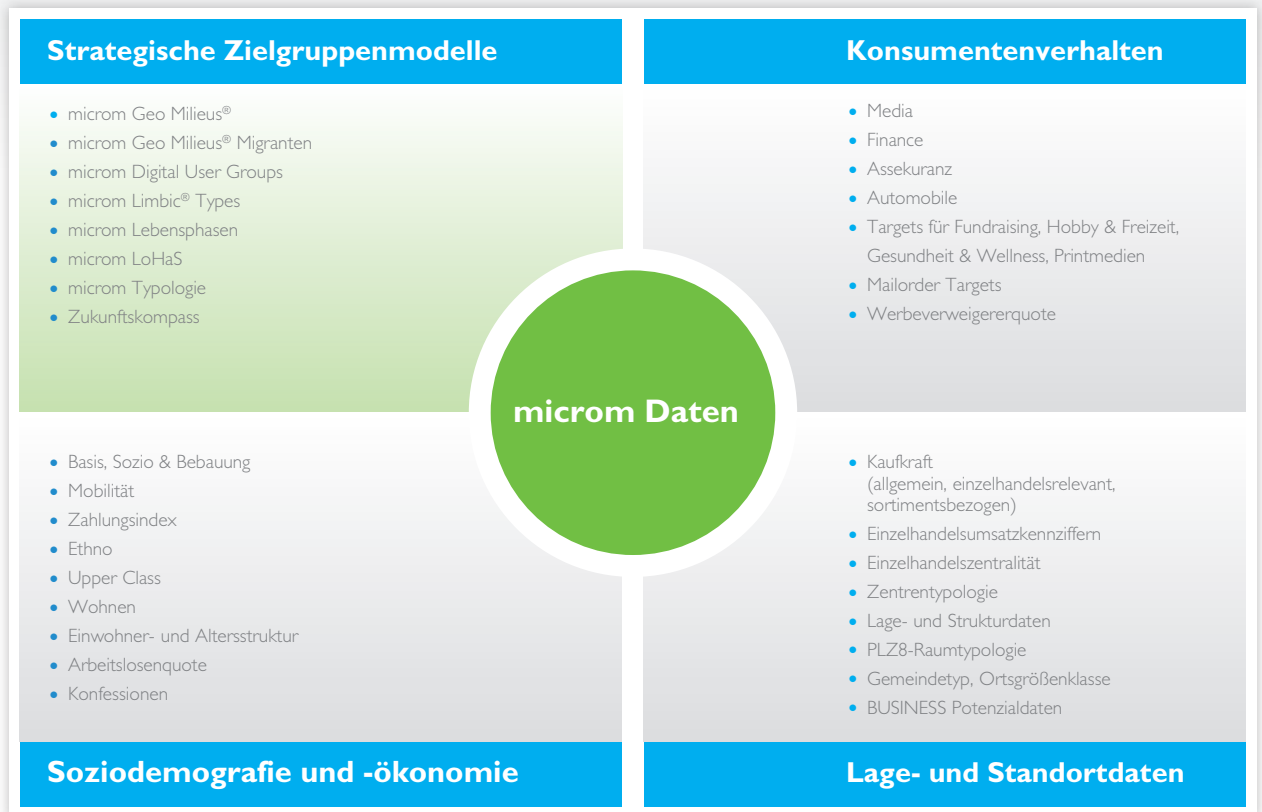 Strategische Zielgruppenmodelle
• microm Geo Milieus®
• microm Geo Milieus® Migranten
• microm Digital User Groups
• microm Limbic® Types
• microm Lebensphasen
• microm LoHaS
• microm Typologie
• Zukunftskompass
Konsumentenverhalten
• Media
• Finance
• Assekuranz
• Automobile
• Targets für Fundraising, Hobby & Freizeit,
Gesundheit & Wellness, Printmedien
• Mailorder Targets
• Werbeverweigererquote
microm Daten
• Basis, Sozio & Bebauung
• Mobilität
• Zahlungsindex
• Ethno
• Upper Class
• Wohnen
• Einwohner- und Altersstruktur
• Arbeitslosenquote
• Konfessionen
Soziodemografie und -ökonomie
• Kaufkraft
(allgemein, einzelhandelsrelevant,
sortimentsbezogen)
• Einzelhandelsumsatzkennziffern
• Einzelhandelszentralität
• Zentrentypologie
• Lage- und Strukturdaten
• PLZ8-Raumtypologie
• Gemeindetyp, Ortsgrößenklasse
• BUSINESS Potenzialdaten
Lage- und Standortdaten